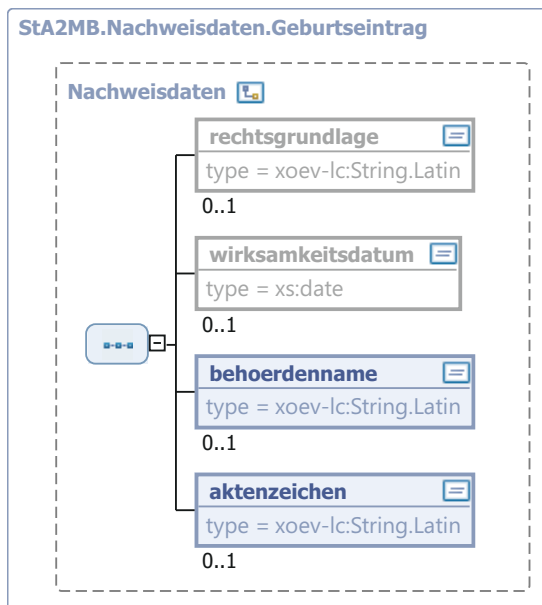 StA2MB.Nachweisdaten.Geburtseintrag
Nachweisdaten
rechtsgrundlage
type = xoev-lc:String.Latin
0..1
wirksamkeitsdatum
type = xs:date
0..1
behoerdenname
type = xoev-lc:String.Latin
0..1
aktenzeichen
type = xoev-lc:String.Latin
0..1